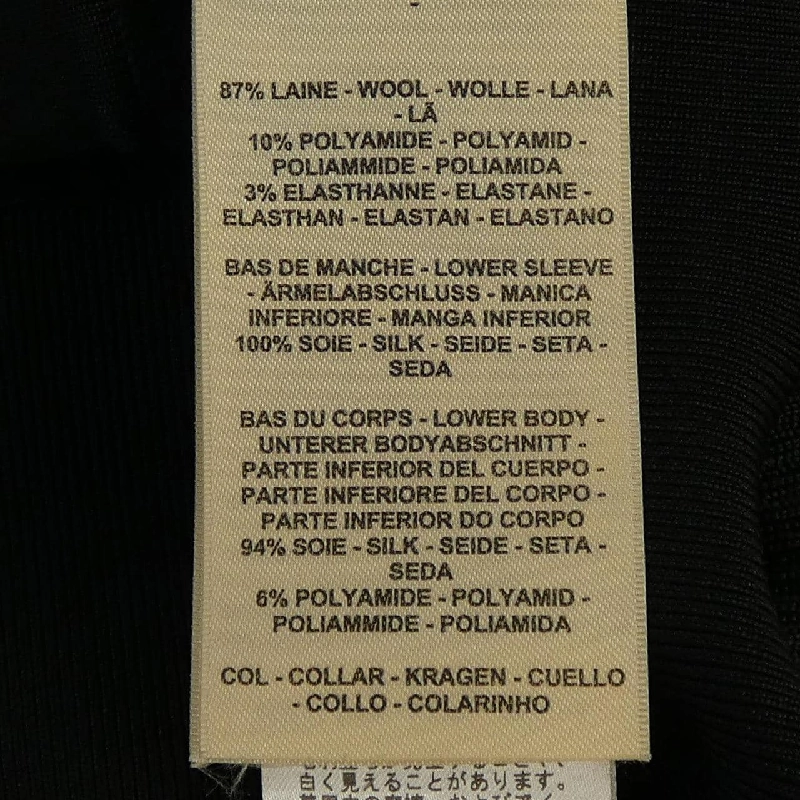 87% LAINE - WOOL - WOLLE - LANA
- LÃ
10% POLYAMIDE - POLYAMID -
POLIAMMIDE - POLIAMIDA
3% ELASTHANNE - ELASTANE -
ELASTHAN - ELASTAN - ELASTANO
BAS DE MANCHE - LOWER SLEEVE
- ÄRMELABSCHLUSS - MANICA
INFERIORE - MANGA INFERIOR
100% SOIE - SILK - SEIDE - SETA -
SEDA
BAS DU CORPS - LOWER BODY -
UNTERER BODYABSCHNITT -
PARTE INFERIOR DEL CUERPO -
PARTE INFERIORE DEL CORPO -
PARTE INFERIOR DO CORPO
94% SOIE - SILK - SEIDE - SETA -
SEDA
6% POLYAMIDE - POLYAMID -
POLIAMMIDE - POLIAMIDA
COL - COLLAR - KRAGEN - CUELLO
- COLLO - COLARINHO
白く見えることがあります。